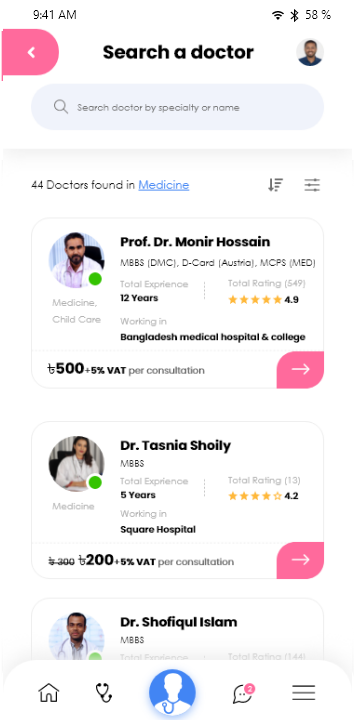 9:41 AM 58 %
Search a doctor
Search doctor by specialty or name
44 Doctors found in Medicine
Prof. Dr. Monir Hossain
MBBS (DMC), D-Card (Austria), MCPS (MED)
Total Exprience Total Rating (549)
12 Years 4.9
Medicine,
Child Care
Working in
Bangladesh medical hospital & college
৳500+5% VAT per consultation
Dr. Tasnia Shoily
MBBS
Total Exprience Total Rating (13)
5 Years 4.2
Medicine
Working in
Square Hospital
৳ 300 ৳200+5% VAT per consultation
Dr. Shofiqul Islam
MBBS
Total Exprience Total Rating (144)
2